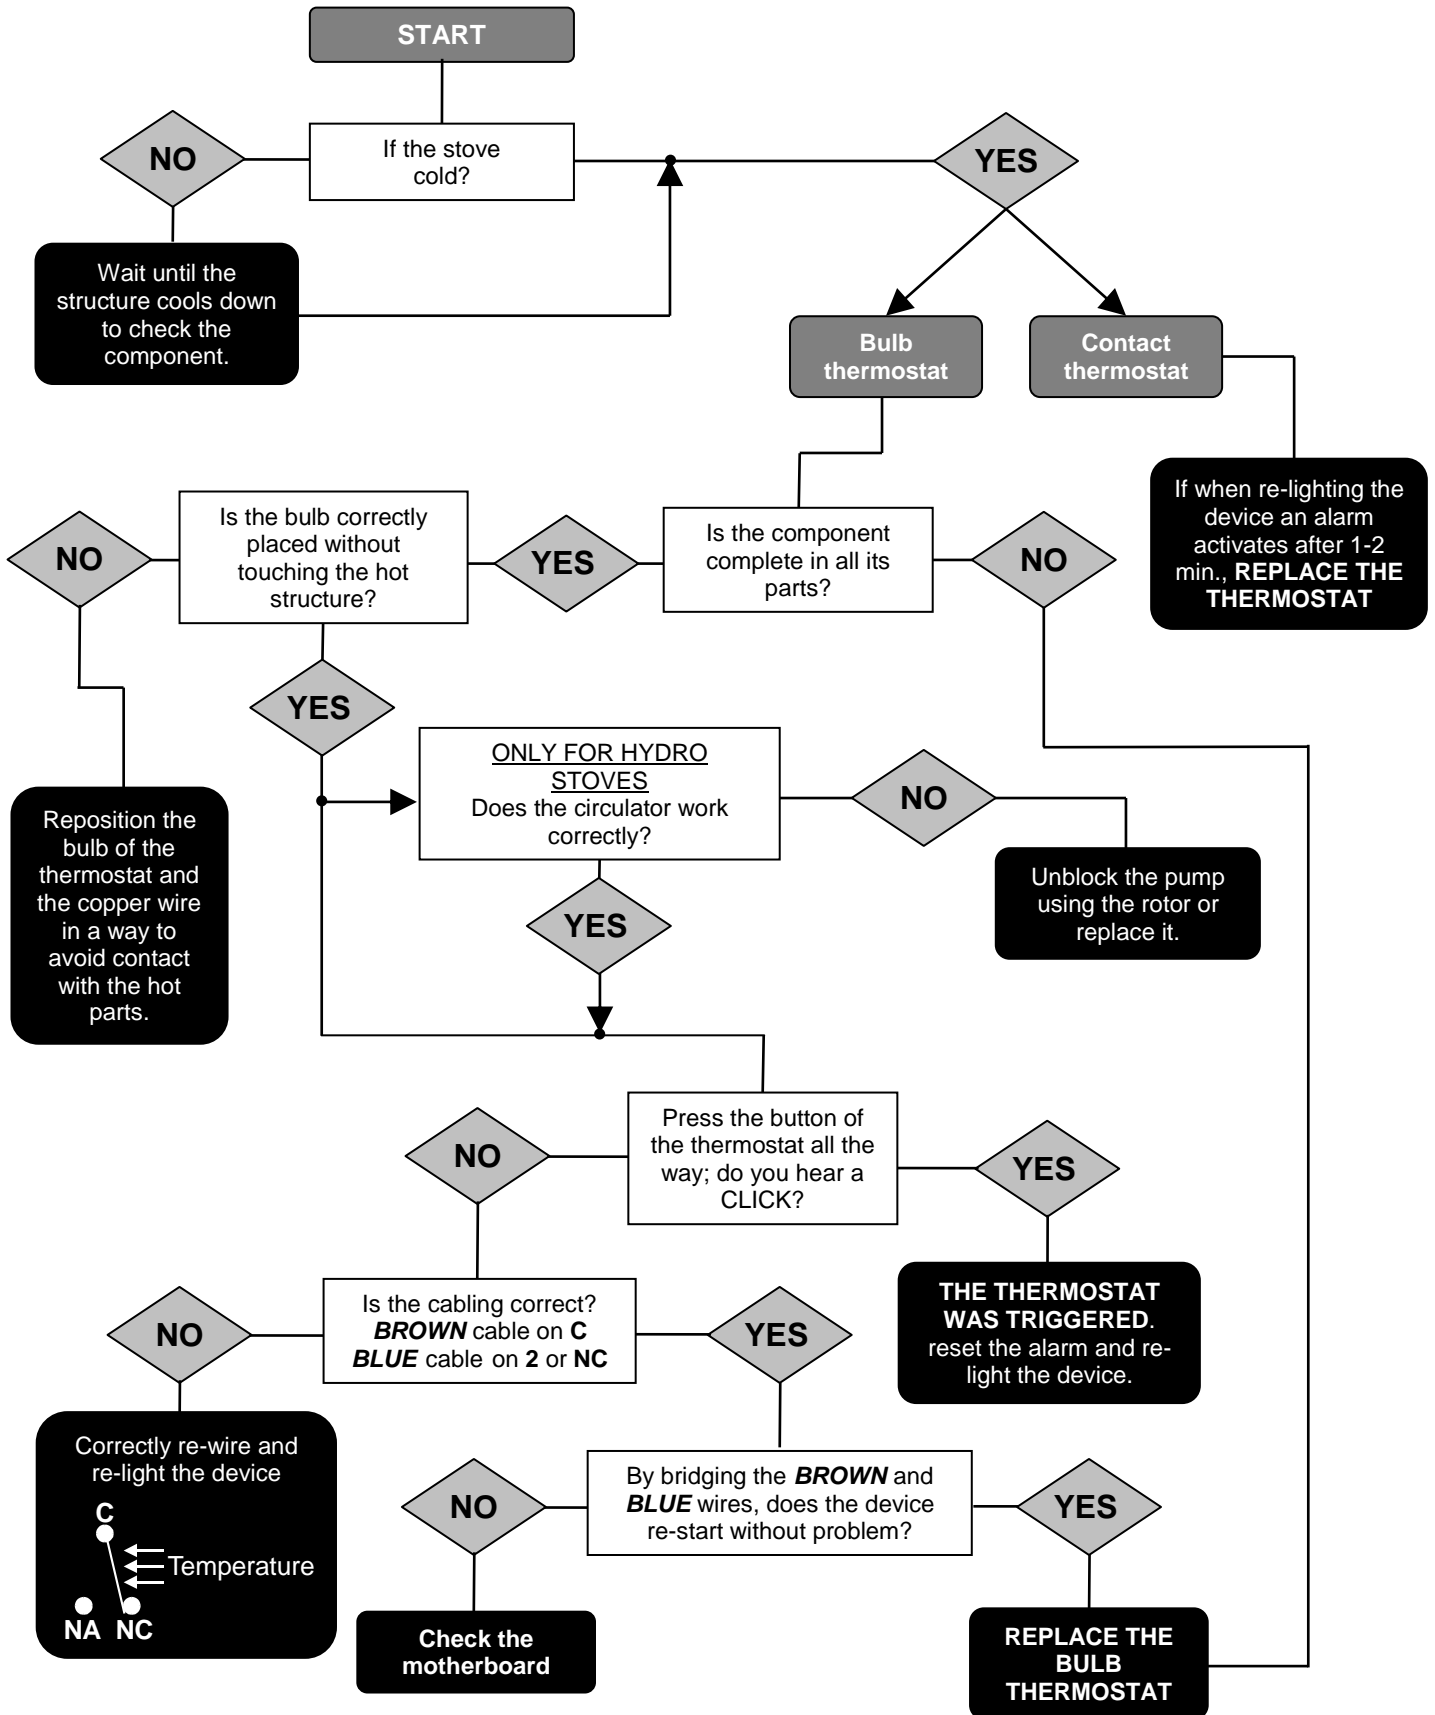 START
NO
If the stove
cold?
YES
Wait until the
structure cools down
to check the
component.
Bulb
thermostat
Contact
thermostat
If when re-lighting the
device an alarm
activates after 1-2
min., REPLACE THE
THERMOSTAT
NO
Is the bulb correctly
placed without
touching the hot
structure?
YES
Is the component
complete in all its
parts?
NO
YES
ONLY FOR HYDRO
STOVES
Does the circulator work
correctly?
NO
Reposition the
bulb of the
thermostat and
the copper wire
in a way to
avoid contact
with the hot
parts.
Unblock the pump
using the rotor or
replace it.
YES
NO
Press the button of
the thermostat all the
way; do you hear a
CLICK?
YES
THE THERMOSTAT
WAS TRIGGERED.
reset the alarm and re-
light the device.
NO
Is the cabling correct?
BROWN cable on C
BLUE cable on 2 or NC
YES
Correctly re-wire and
re-light the device
C
Temperature
NA NC
NO
By bridging the BROWN and
BLUE wires, does the device
re-start without problem?
YES
Check the
motherboard
REPLACE THE
BULB
THERMOSTAT